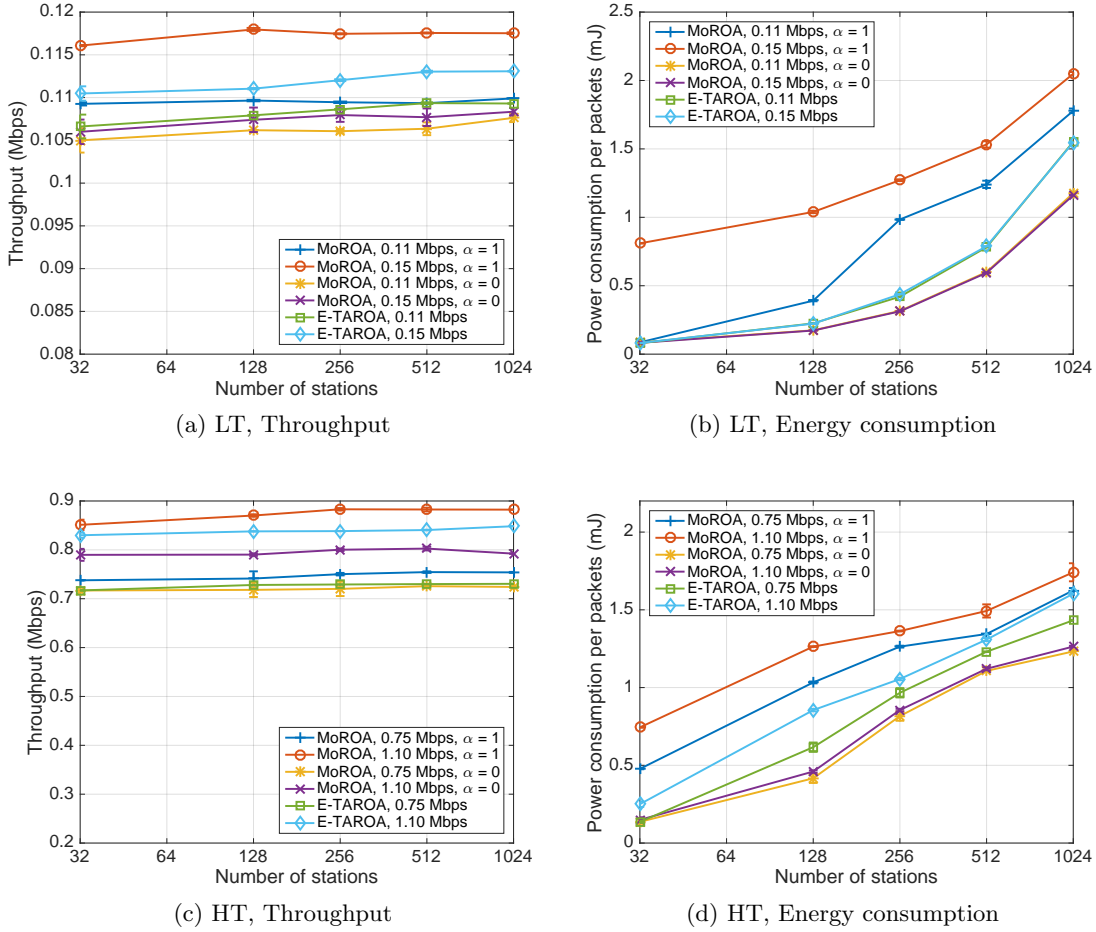 0.12
0.115
0.11
0.105
0.1
0.095
0.09
0.085
0.08
Throughput (Mbps)
MoROA, 0.11 Mbps, α = 1
MoROA, 0.15 Mbps, α = 1
MoROA, 0.11 Mbps, α = 0
MoROA, 0.15 Mbps, α = 0
E-TAROA, 0.11 Mbps
E-TAROA, 0.15 Mbps
32 64 128 256 512 1024
Number of stations
(a) LT, Throughput
2.5
2
1.5
1
0.5
0
Power consumption per packets (mJ)
MoROA, 0.11 Mbps, α = 1
MoROA, 0.15 Mbps, α = 1
MoROA, 0.11 Mbps, α = 0
MoROA, 0.15 Mbps, α = 0
E-TAROA, 0.11 Mbps
E-TAROA, 0.15 Mbps
32 64 128 256 512 1024
Number of stations
(b) LT, Energy consumption
0.9
0.8
0.7
0.6
0.5
0.4
0.3
0.2
Throughput (Mbps)
MoROA, 0.75 Mbps, α = 1
MoROA, 1.10 Mbps, α = 1
MoROA, 0.75 Mbps, α = 0
MoROA, 1.10 Mbps, α = 0
E-TAROA, 0.75 Mbps
E-TAROA, 1.10 Mbps
32 64 128 256 512 1024
Number of stations
(c) HT, Throughput
2
1.5
1
0.5
0
Power consumption per packets (mJ)
MoROA, 0.75 Mbps, α = 1
MoROA, 1.10 Mbps, α = 1
MoROA, 0.75 Mbps, α = 0
MoROA, 1.10 Mbps, α = 0
E-TAROA, 0.75 Mbps
E-TAROA, 1.10 Mbps
32 64 128 256 512 1024
Number of stations
(d) HT, Energy consumption